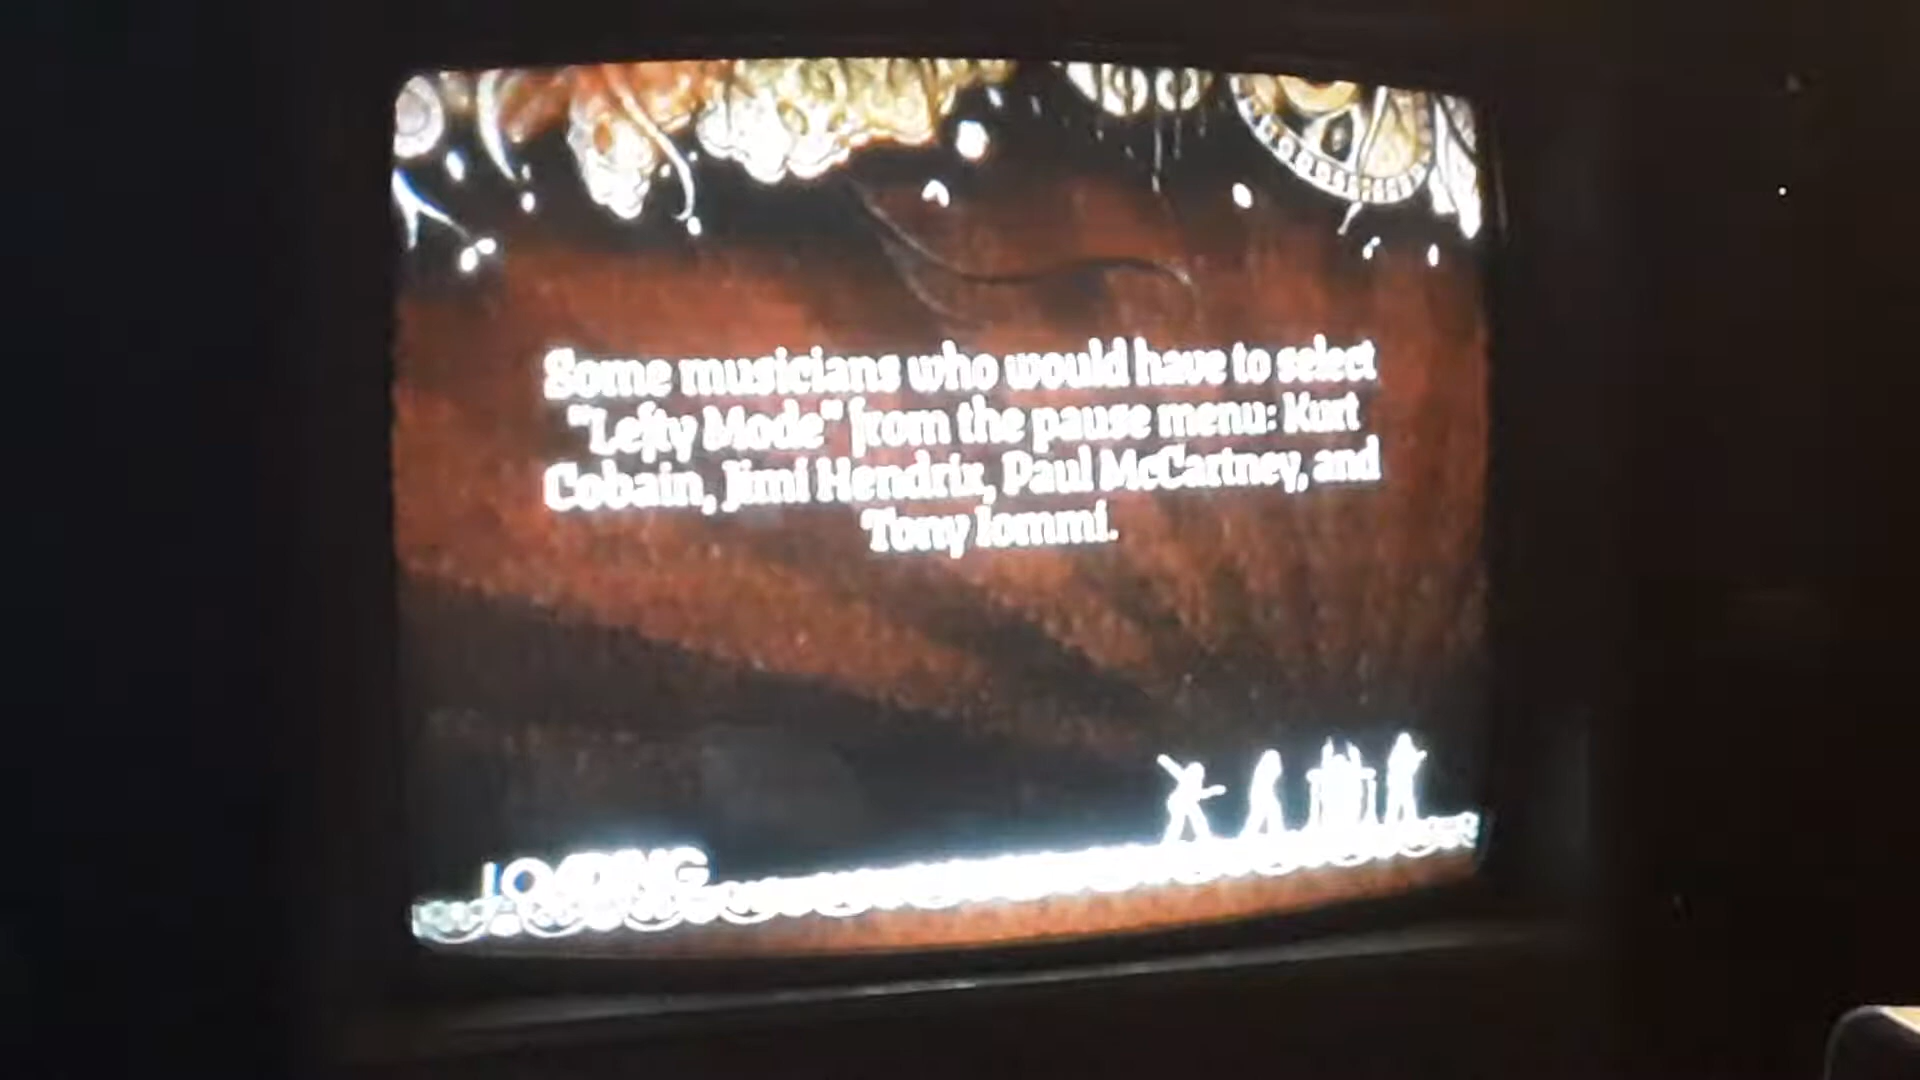 Some musicians who would have to select
"Lefty Mode" from the pause menu: Kurt
Cobain, Jimi Hendrix, Paul McCartney, and
Tony Iommi.
LOADING